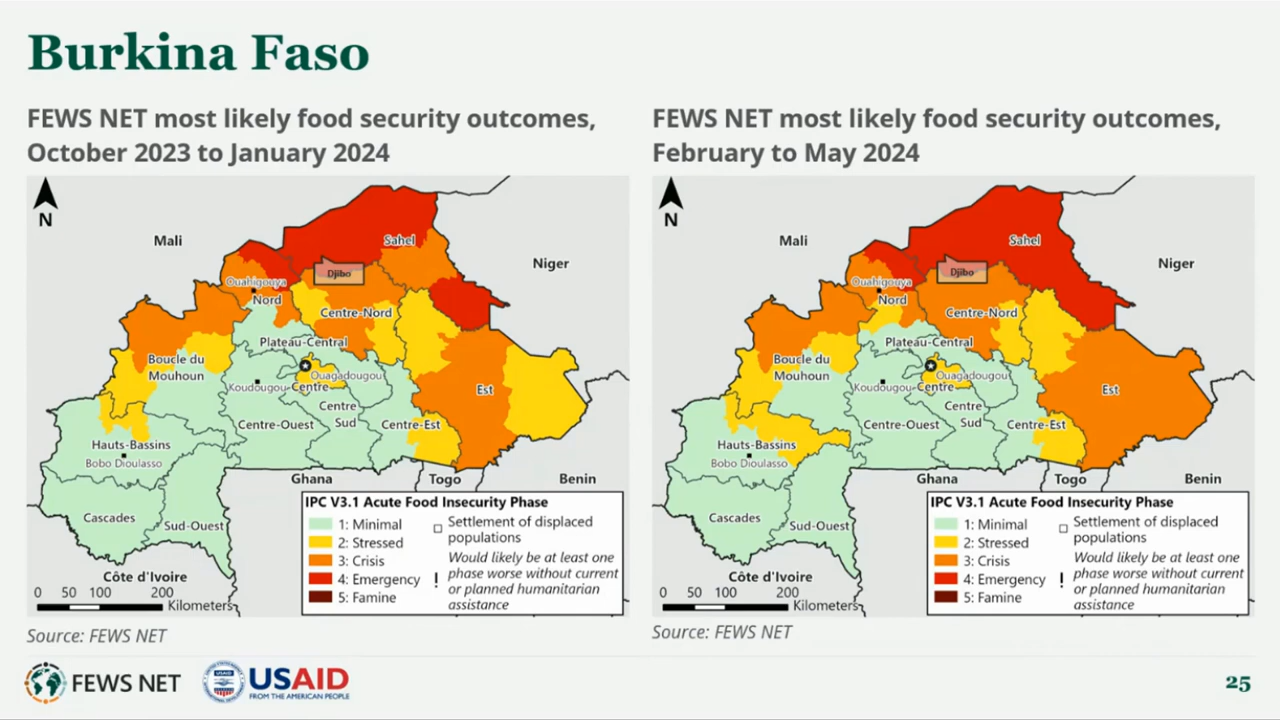 Burkina Faso
FEWS NET most likely food security outcomes,
October 2023 to January 2024
N
Mali
Sahel
Niger
Djibo
Ouahigouya
Nord
Centre-Nord
Plateau-Central
Boucle du
Mouhoun
Ouagadougou
Koudougou
Centre
Est
Centre
Sud
Centre-Ouest
Centre-Est
Hauts-Bassins
Bobo Dioulasso
Ghana
Togo
Benin
Cascades
Sud-Ouest
Côte d'Ivoire
0 50 100 200
Kilometers
IPC V3.1 Acute Food Insecurity Phase
1: Minimal
2: Stressed
3: Crisis
4: Emergency
5: Famine
Settlement of displaced
populations
!
Would likely be at least one
phase worse without current
or planned humanitarian
assistance
Source: FEWS NET
FEWS NET most likely food security outcomes,
February to May 2024
N
Mali
Sahel
Niger
Djibo
Ouahigouya
Nord
Centre-Nord
Plateau-Central
Boucle du
Mouhoun
Ouagadougou
Koudougou
Centre
Est
Centre
Sud
Centre-Ouest
Centre-Est
Hauts-Bassins
Bobo Dioulasso
Ghana
Togo
Benin
Cascades
Sud-Ouest
Côte d'Ivoire
0 50 100 200
Kilometers
IPC V3.1 Acute Food Insecurity Phase
1: Minimal
2: Stressed
3: Crisis
4: Emergency
5: Famine
Settlement of displaced
populations
!
Would likely be at least one
phase worse without current
or planned humanitarian
assistance
Source: FEWS NET
FEWS NET
USAID
USAID
FROM THE AMERICAN PEOPLE
25